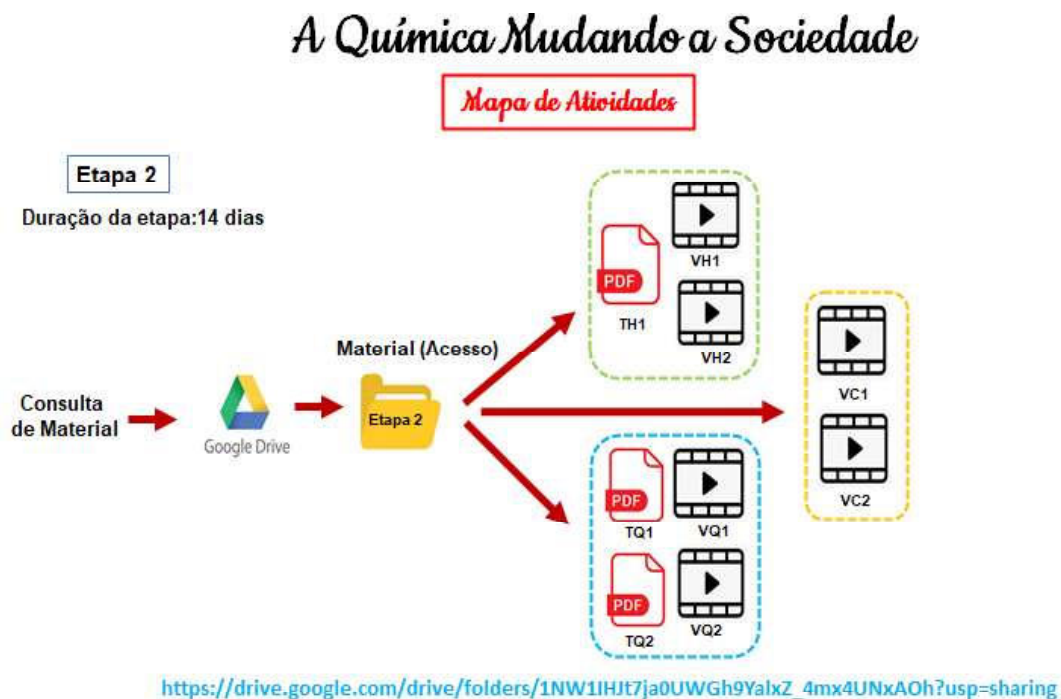 A Química Mudando a Sociedade
Mapa de Atividades
Etapa 2
Duração da etapa:14 dias
Consulta
de Material
Google Drive
Material (Acesso)
Etapa 2
PDF
TH1
VH1
VH2
VC1
VC2
PDF
TQ1
VQ1
PDF
TQ2
VQ2
https://drive.google.com/drive/folders/1NW1IHJt7ja0UWGh9YalxZ_4mx4UNxAOh?usp=sharing